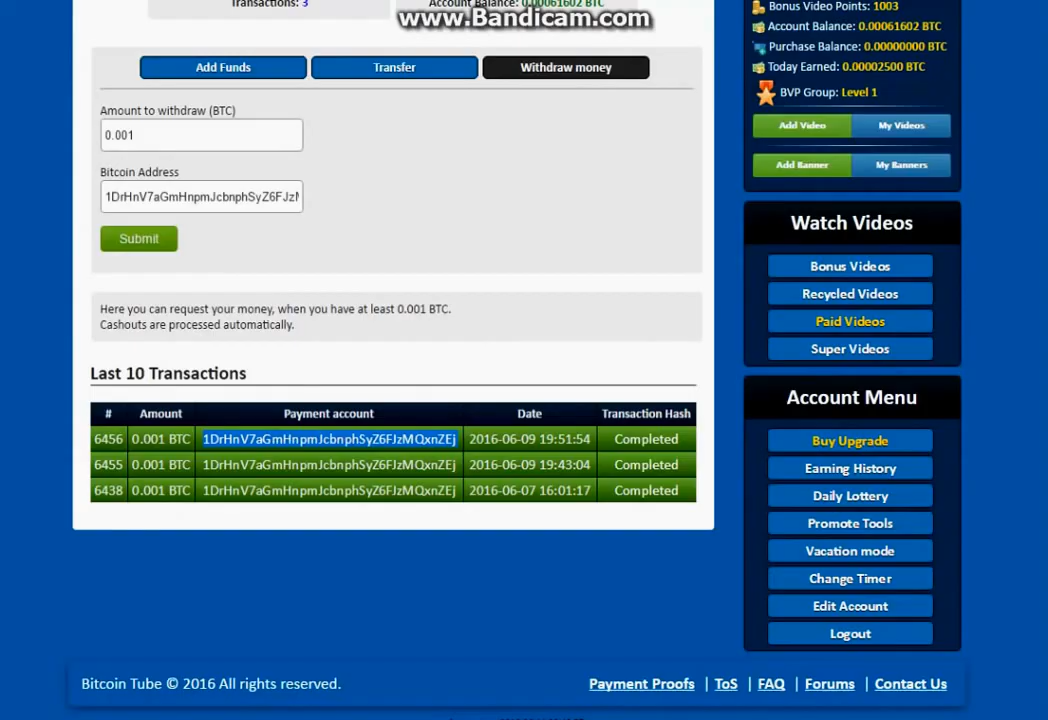 Transactions: 3
Account Balance: 0.00061602 BTC
www.Bandicam.com
Add Funds
Transfer
Withdraw money
Amount to withdraw (BTC)
0.001
Bitcoin Address
1DrHnV7aGmHnpmJcbnphSyZ6FJz
Submit
Here you can request your money, when you have at least 0.001 BTC.
Cashouts are processed automatically.
Last 10 Transactions
# Amount Payment account Date Transaction Hash
6456 0.001 BTC 1DrHnV7aGmHnpmJcbnphSyZ6FJzMQxnZEj 2016-06-09 19:51:54 Completed
6455 0.001 BTC 1DrHnV7aGmHnpmJcbnphSyZ6FJzMQxnZEj 2016-06-09 19:43:04 Completed
6438 0.001 BTC 1DrHnV7aGmHnpmJcbnphSyZ6FJzMQxnZEj 2016-06-07 16:01:17 Completed
Bonus Video Points: 1003
Account Balance: 0.00061602 BTC
Purchase Balance: 0.00000000 BTC
Today Earned: 0.00002500 BTC
BVP Group: Level 1
Add Video
My Videos
Add Banner
My Banners
Watch Videos
Bonus Videos
Recycled Videos
Paid Videos
Super Videos
Account Menu
Buy Upgrade
Earning History
Daily Lottery
Promote Tools
Vacation mode
Change Timer
Edit Account
Logout
Bitcoin Tube © 2016 All rights reserved.
Payment Proofs | ToS | FAQ | Forums | Contact Us